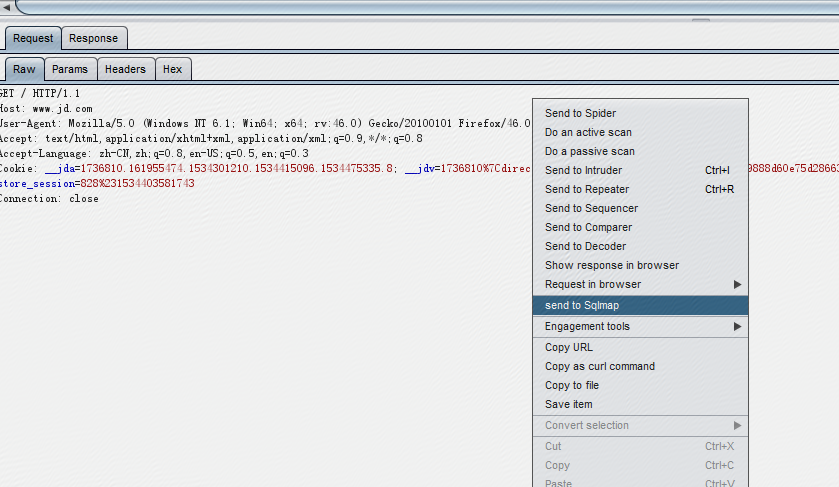 Request Response
Raw Params Headers Hex
GET / HTTP/1.1
Host: www.jd.com
User-Agent: Mozilla/5.0 (Windows NT 6.1; Win64; x64; rv:46.0) Gecko/20100101 Firefox/46.0
Accept: text/html,application/xhtml+xml,application/xml;q=0.9,*/*;q=0.8
Accept-Language: zh-CN,zh;q=0.8,en-US;q=0.5,en;q=0.3
Cookie: __jda=1736810.161955474.1534301210.1534415096.1534475335.8; __jdv=1736810%7Cdirec 9888d60e75d2866
store_session=828%231534403581743
Connection: close
Send to Spider
Do an active scan
Do a passive scan
Send to Intruder Ctrl+I
Send to Repeater Ctrl+R
Send to Sequencer
Send to Comparer
Send to Decoder
Show response in browser
Request in browser
send to Sqlmap
Engagement tools
Copy URL
Copy as curl command
Copy to file
Save item
Convert selection
Cut Ctrl+X
Copy Ctrl+C
Paste Ctrl+V